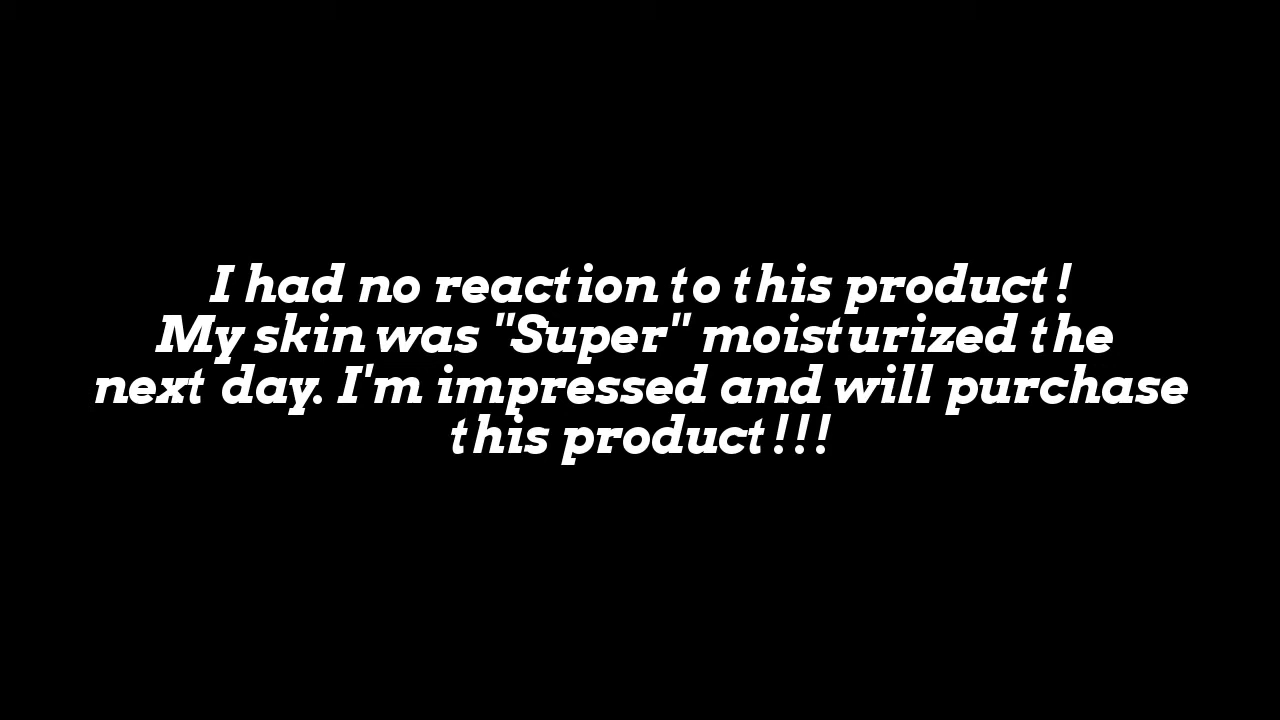 I had no reaction to this product!
My skin was "Super" moisturized the
next day. I'm impressed and will purchase
this product!!!